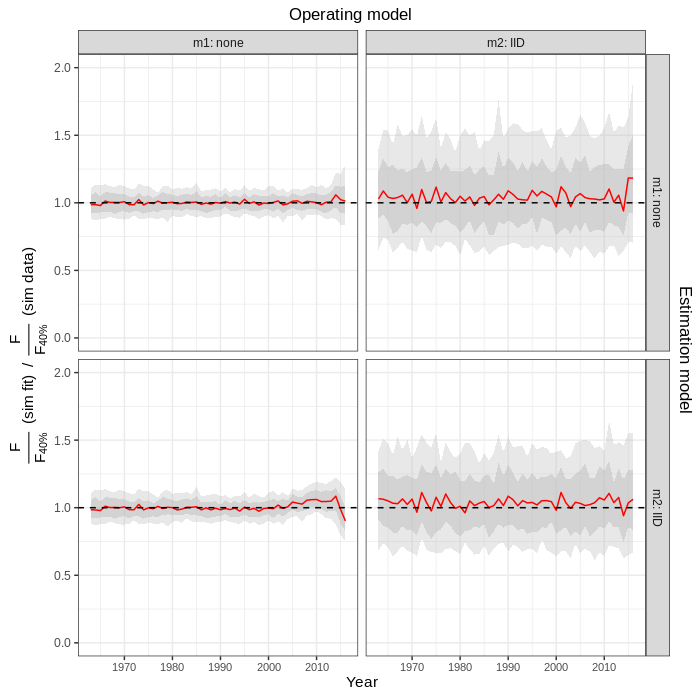 Operating model
m1: none
m2: IID
2.0
1.5
1.0
0.5
0.0
m1: none
2.0
1.5
1.0
0.5
0.0
m2: IID
1970 1980 1990 2000 2010
1970 1980 1990 2000 2010
Year
F / F40% (sim fit) / F / F40% (sim data)
Estimation model